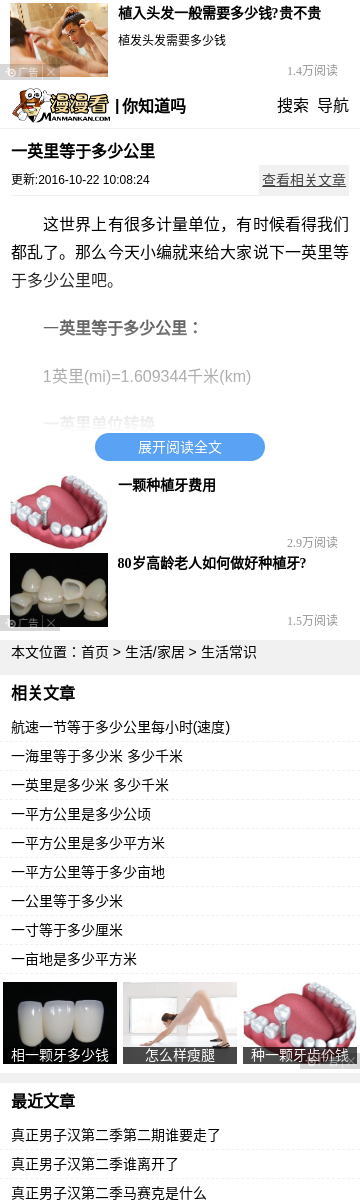 植入头发一般需要多少钱?贵不贵
植发头发需要多少钱
1.4万阅读
广告
漫漫看
MANMANKAN.COM
你知道吗
搜索 导航
一英里等于多少公里
更新:2016-10-22 10:08:24
查看相关文章
这世界上有很多计量单位，有时候看得我们
都乱了。那么今天小编就来给大家说下一英里等
于多少公里吧。
一英里等于多少公里：
1英里(mi)=1.609344千米(km)
一英里单位转换
展开阅读全文
一颗种植牙费用
2.9万阅读
80岁高龄老人如何做好种植牙?
1.5万阅读
广告
本文位置：首页 > 生活/家居 > 生活常识
相关文章
航速一节等于多少公里每小时(速度)
一海里等于多少米 多少千米
一英里是多少米 多少千米
一平方公里是多少公顷
一平方公里是多少平方米
一平方公里等于多少亩地
一公里等于多少米
一寸等于多少厘米
一亩地是多少平方米
相一颗牙多少钱
怎么样瘦腿
种一颗牙齿价钱
广告
最近文章
真正男子汉第二季第二期谁要走了
真正男子汉第二季谁离开了
真正男子汉第二季马赛克是什么